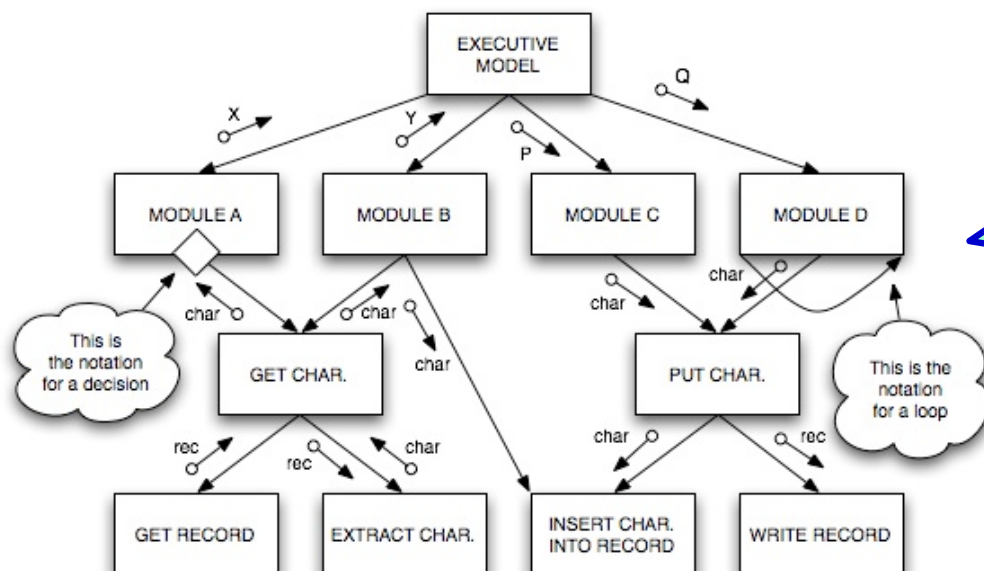 EXECUTIVE
MODEL
X
Y
P
Q
MODULE A
MODULE B
MODULE C
MODULE D
char
char
char
char
char
This is
the notation
for a decision
GET CHAR.
PUT CHAR.
This is the
notation
for a loop
rec
rec
char
char
rec
GET RECORD
EXTRACT CHAR.
INSERT CHAR.
INTO RECORD
WRITE RECORD